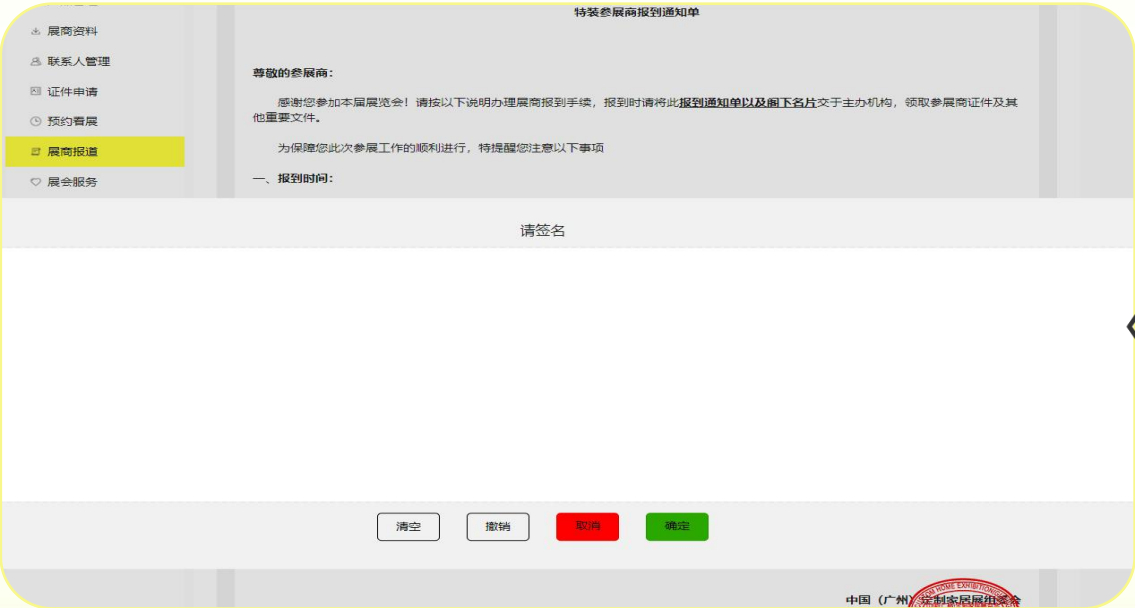 特装参展商报到通知单
展商资料
联系人管理
证件申请
预约看展
展商报道
展会服务
尊敬的参展商：
感谢您参加本届展览会！请按以下说明办理展商报到手续，报到时请将此报到通知单以及阁下名片交于主办机构，领取参展商证件及其
他重要文件。
为保障您此次参展工作的顺利进行，特提醒您注意以下事项
一、报到时间：
请签名
清空
撤销
取消
确定
中国（广州）定制家居展组委会